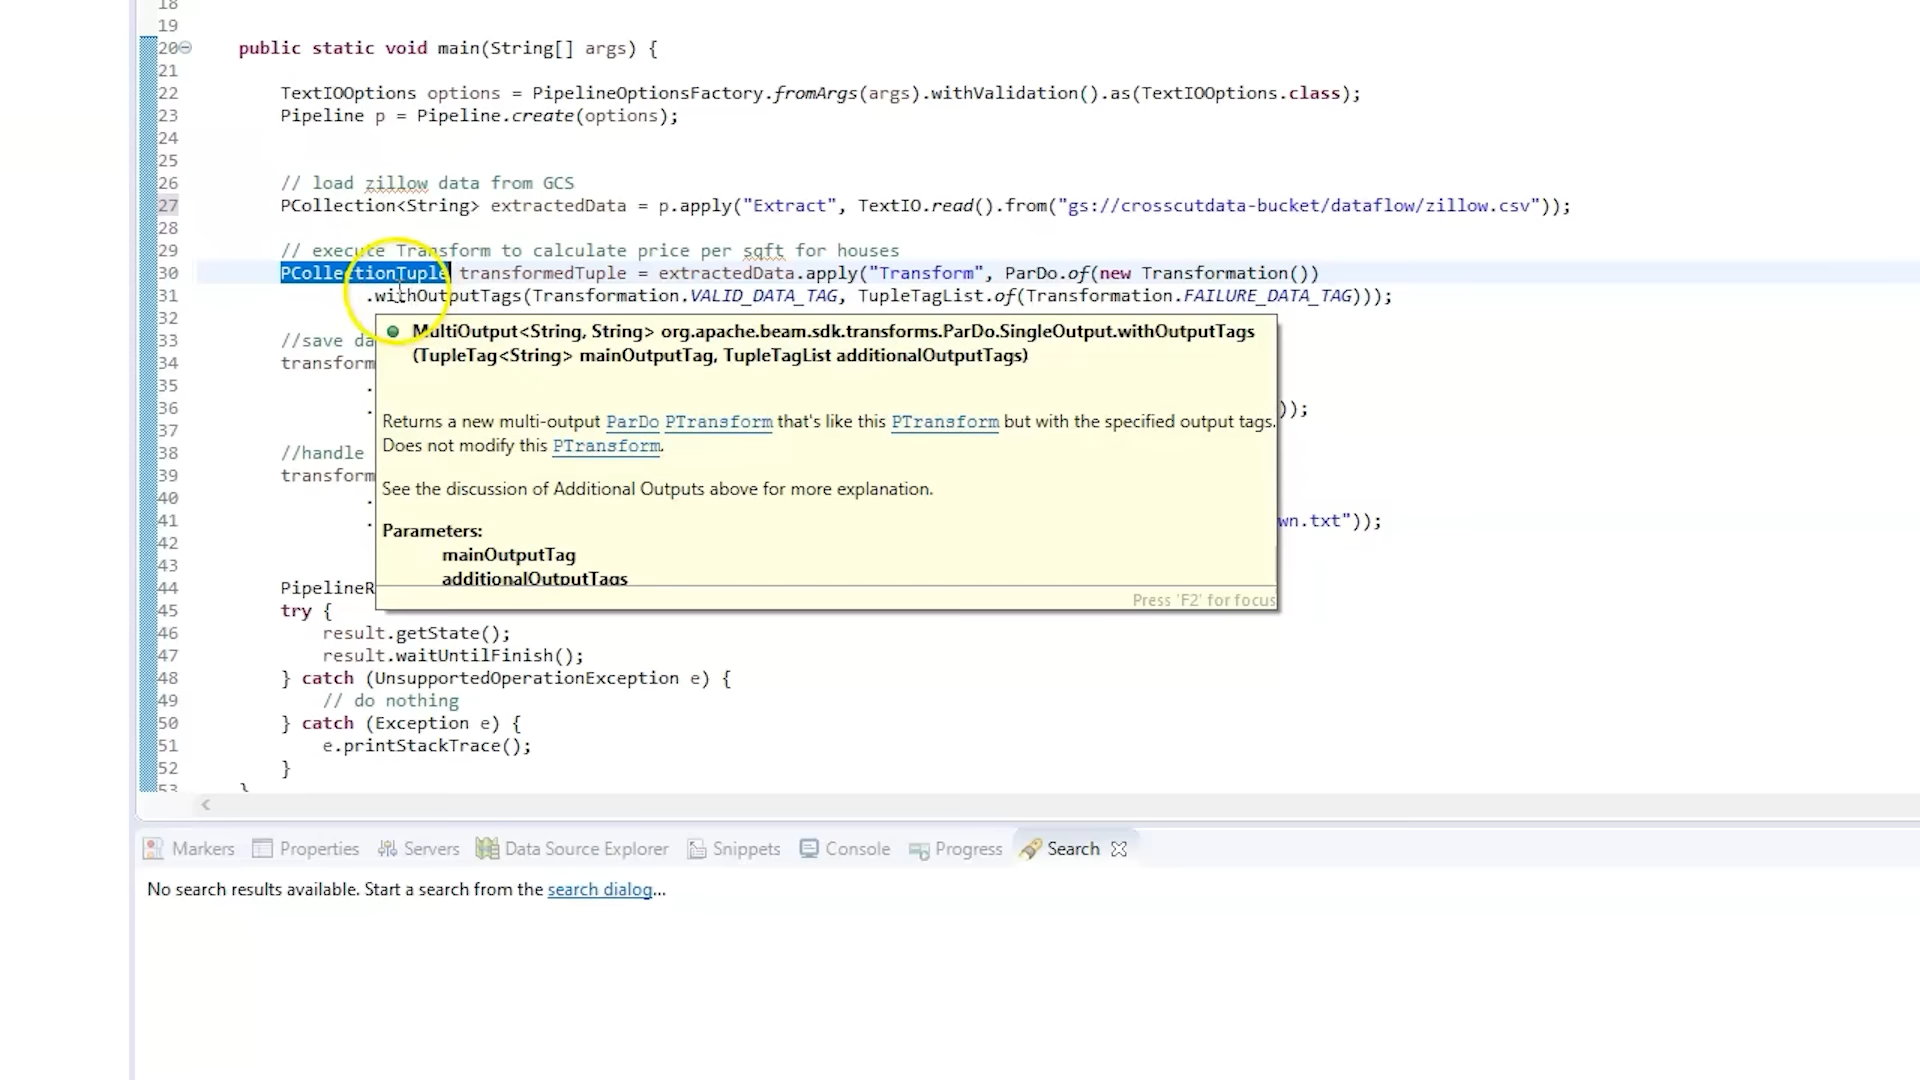 18
19
20 public static void main(String[] args) {
21
22 TextIOOptions options = PipelineOptionsFactory.fromArgs(args).withValidation().as(TextIOOptions.class);
23 Pipeline p = Pipeline.create(options);
24
25
26 // load zillow data from GCS
27 PCollection<String> extractedData = p.apply("Extract", TextIO.read().from("gs://crosscutdata-bucket/dataflow/zillow.csv"));
28
29 // execute Transform to calculate price per sqft for houses
30 PCollectionTuple transformedTuple = extractedData.apply("Transform", ParDo.of(new Transformation())
31 .withOutputTags(Transformation.VALID_DATA_TAG, TupleTagList.of(Transformation.FAILURE_DATA_TAG)));
32
33 //save da
34 transform
35 .
36 . ));
37
38 //handle
39 transform
40 .
41 . wn.txt"));
42
43
44 PipelineR
45 try {
46 result.getState();
47 result.waitUntilFinish();
48 } catch (UnsupportedOperationException e) {
49 // do nothing
50 } catch (Exception e) {
51 e.printStackTrace();
52 }
53 }
MultiOutput<String, String> org.apache.beam.sdk.transforms.ParDo.SingleOutput.withOutputTags
(TupleTag<String> mainOutputTag, TupleTagList additionalOutputTags)
Returns a new multi-output ParDo PTransform that's like this PTransform but with the specified output tags.
Does not modify this PTransform.
See the discussion of Additional Outputs above for more explanation.
Parameters:
mainOutputTag
additionalOutputTags
Press 'F2' for focus
Markers Properties Servers Data Source Explorer Snippets Console Progress Search
No search results available. Start a search from the search dialog...